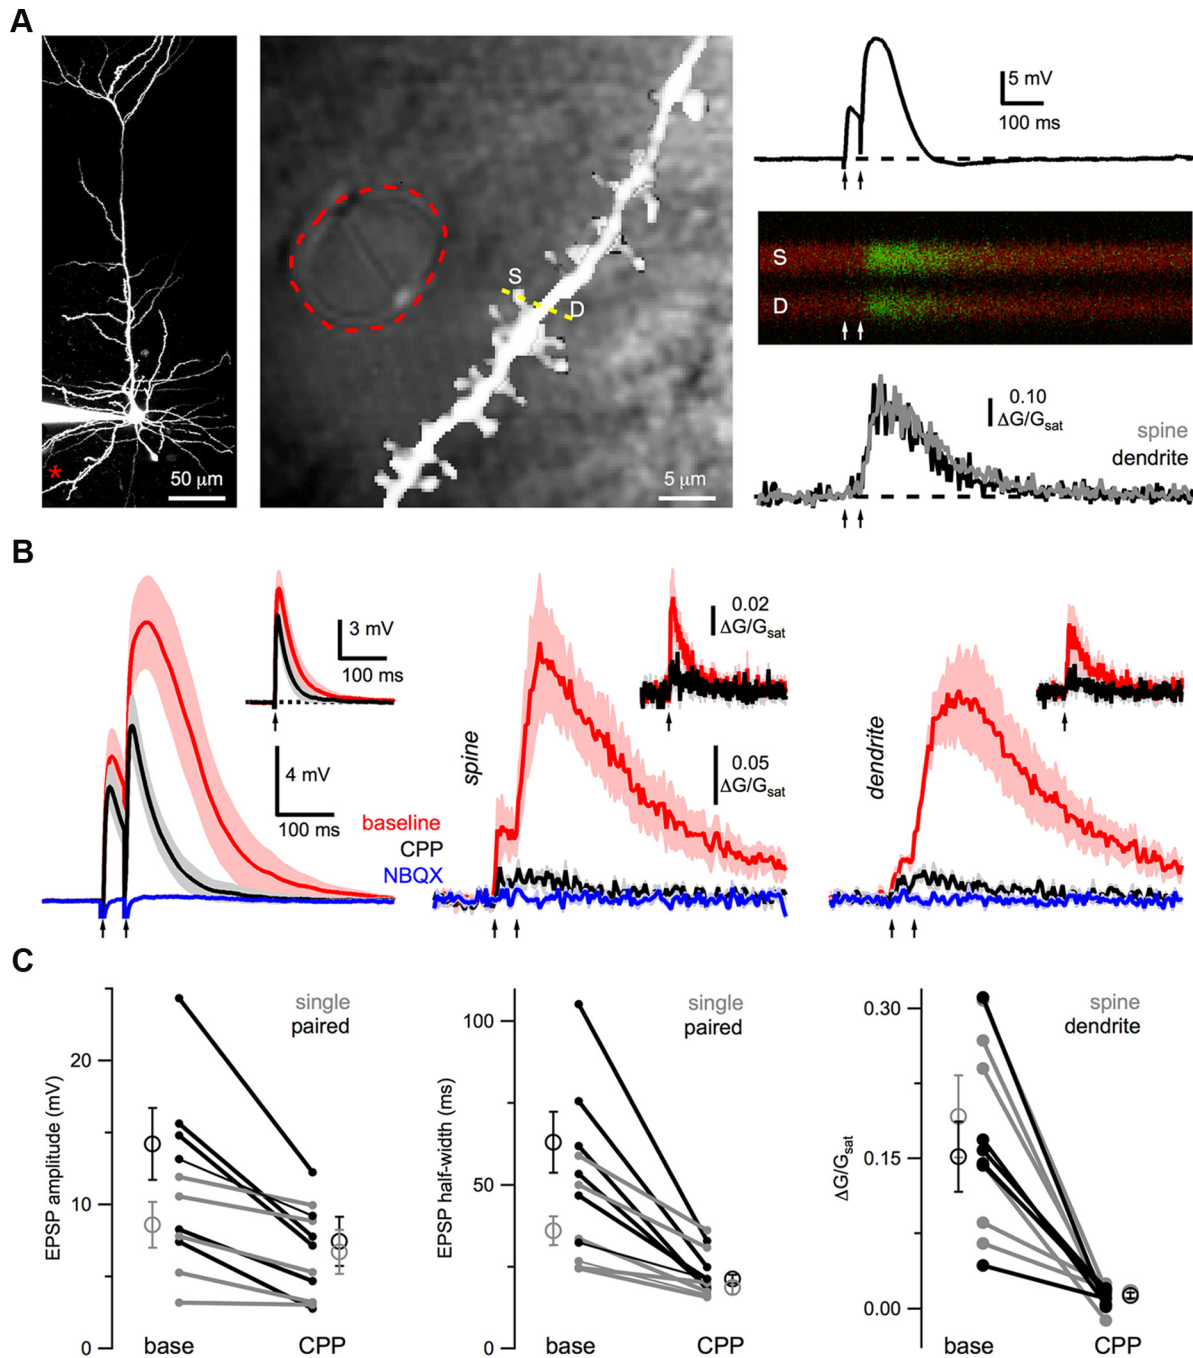 A
*
50 µm
S
D
5 µm
5 mV
100 ms
S
D
0.10
ΔG/Gsat
spine
dendrite
B
3 mV
100 ms
4 mV
100 ms
baseline
CPP
NBQX
spine
0.02
ΔG/Gsat
0.05
ΔG/Gsat
dendrite
C
EPSP amplitude (mV)
20
10
0
single
paired
base
CPP
EPSP half-width (ms)
100
50
0
single
paired
base
CPP
ΔG/Gsat
0.30
0.15
0.00
spine
dendrite
base
CPP